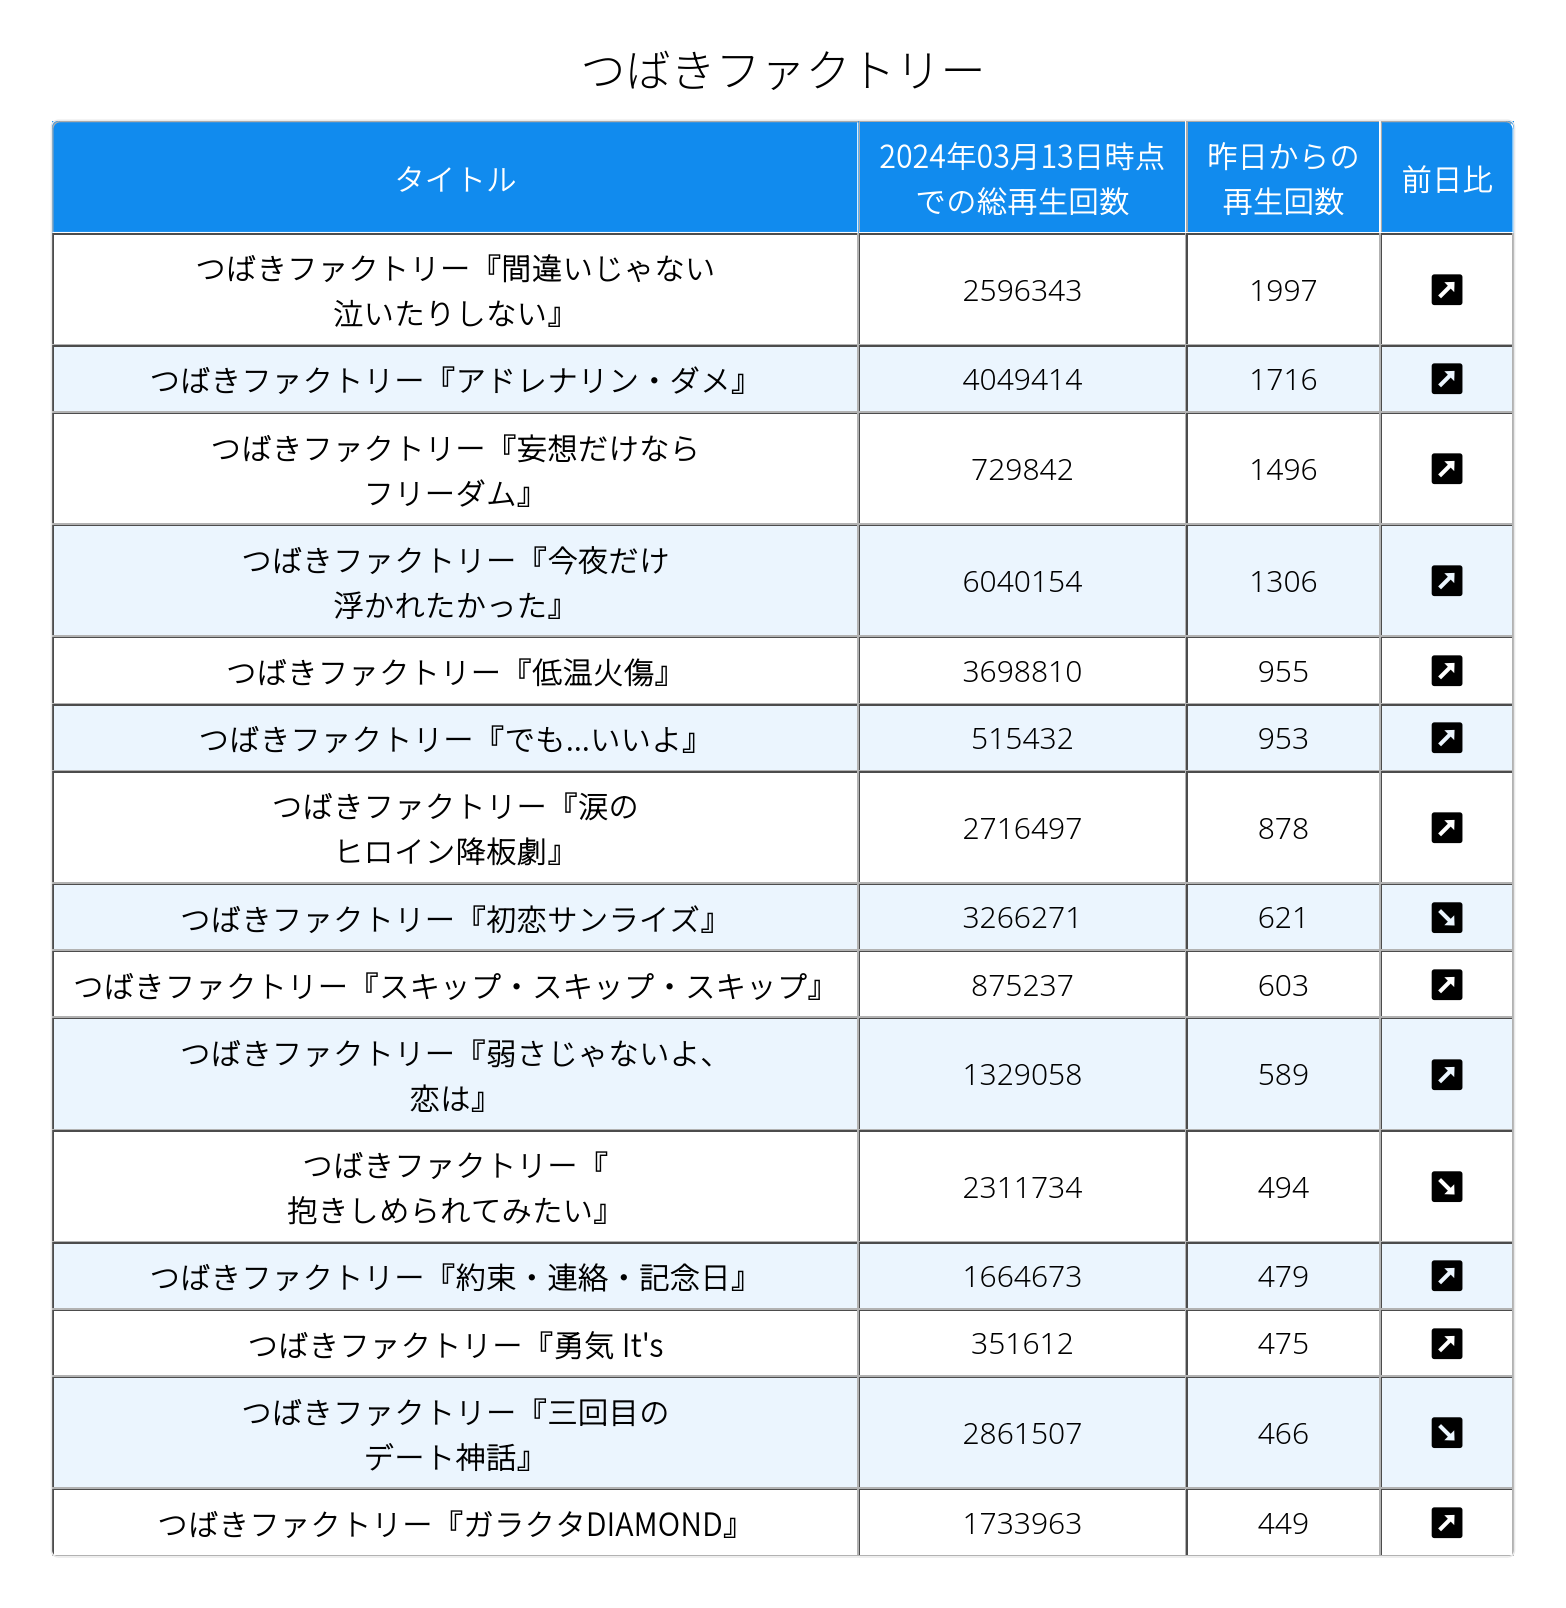 つばきファクトリー
タイトル
2024年03月13日時点
での総再生回数
昨日からの
再生回数
前日比
つばきファクトリー『間違いじゃない
泣いたりしない』
2596343
1997
つばきファクトリー『アドレナリン・ダメ』
4049414
1716
つばきファクトリー『妄想だけなら
フリーダム』
729842
1496
つばきファクトリー『今夜だけ
浮かれたかった』
6040154
1306
つばきファクトリー『低温火傷』
3698810
955
つばきファクトリー『でも...いいよ』
515432
953
つばきファクトリー『涙の
ヒロイン降板劇』
2716497
878
つばきファクトリー『初恋サンライズ』
3266271
621
つばきファクトリー『スキップ・スキップ・スキップ』
875237
603
つばきファクトリー『弱さじゃないよ、
恋は』
1329058
589
つばきファクトリー『
抱きしめられてみたい』
2311734
494
つばきファクトリー『約束・連絡・記念日』
1664673
479
つばきファクトリー『勇気 It's
351612
475
つばきファクトリー『三回目の
デート神話』
2861507
466
つばきファクトリー『ガラクタDIAMOND』
1733963
449